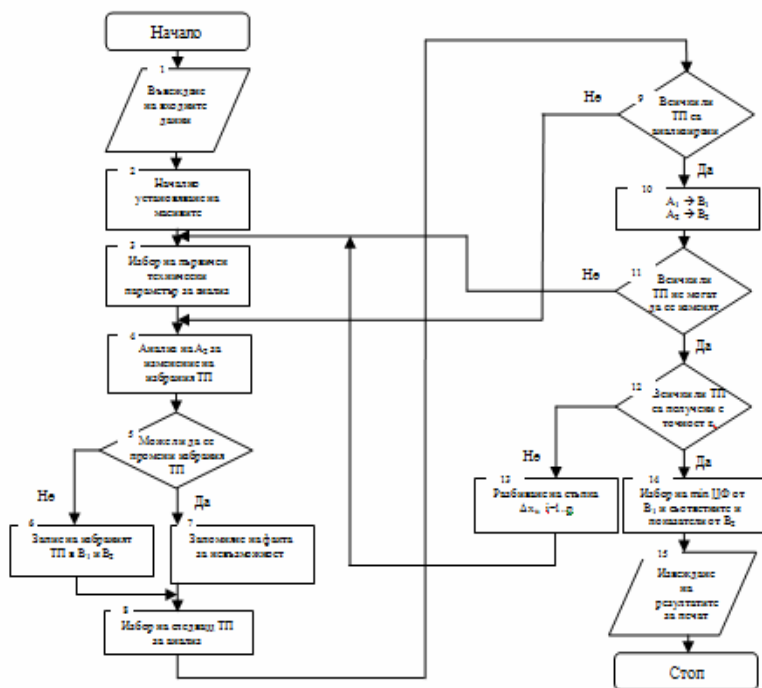 Начало
1
Въвеждане
на входните
данни
2
Начално
установяване на
масивите
3
Избор на първичен
технически
параметър за анализ
4
Анализ на A₂ за
изменение на
избрания ТП
5
Може ли да се
промени избрания
ТП
Не
Да
6
Запис на избраният
ТП в B₁ и B₂
7
Запомняне на факта
за невъзможност
8
Избор на следващ ТП
за анализ
9
Всички ли
ТП са
анализирани
Не
Да
10
A₁ → B₁
A₂ → B₂
11
Всички ли
ТП не могат
да се изменят
Не
Да
12
Всички ли ТП
са получени с
точност ε
Не
Да
13
Разбиване на стъпка
14
Избор на min ЦФ от
B₁ и съответните и
показатели от B₂
15
Извеждане
на
резултатите
за печат
Стоп